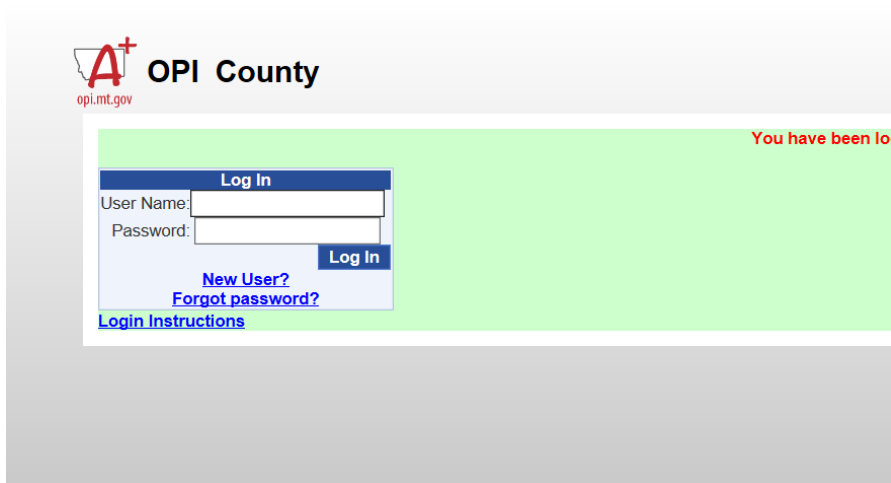 A+
OPI County
opi.mt.gov
You have been lo
Log In
User Name:
Password:
Log In
New User?
Forgot password?
Login Instructions